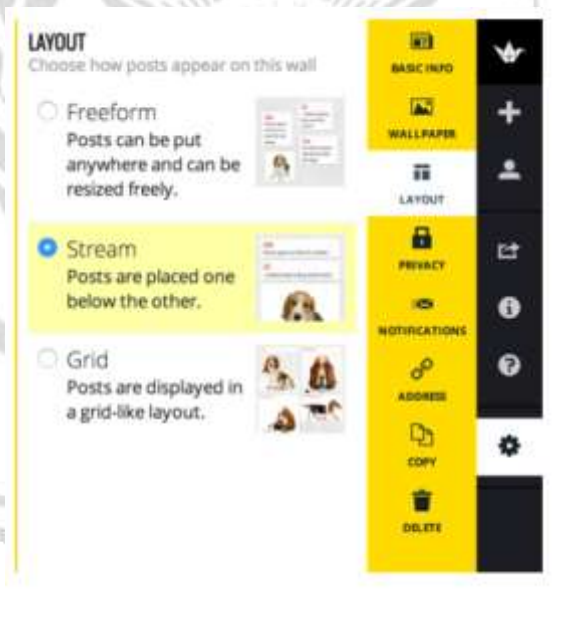 LAYOUT
Choose how posts appear on this wall
Freeform
Posts can be put
anywhere and can be
resized freely.
Stream
Posts are placed one
below the other.
Grid
Posts are displayed in
a grid-like layout.
BASIC INFO
WALLPAPER
LAYOUT
PRIVACY
NOTIFICATIONS
ADDRESS
COPY
DELETE